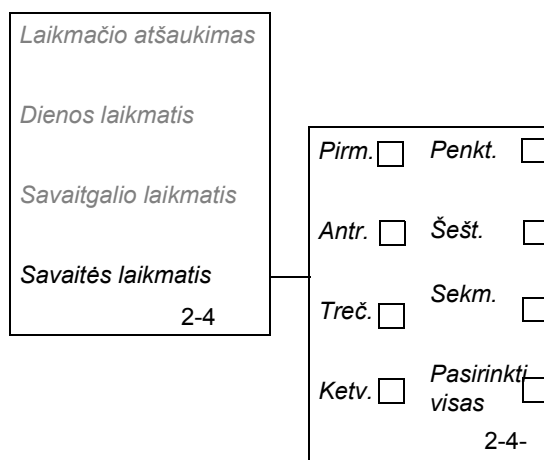 Laikmačio atšaukimas
Dienos laikmatis
Savaitgalio laikmatis
Savaitės laikmatis
2-4
Pirm. Penkt.
Antr. Šešt.
Treč. Sekm.
Ketv. Pasirinkti
visas
2-4-